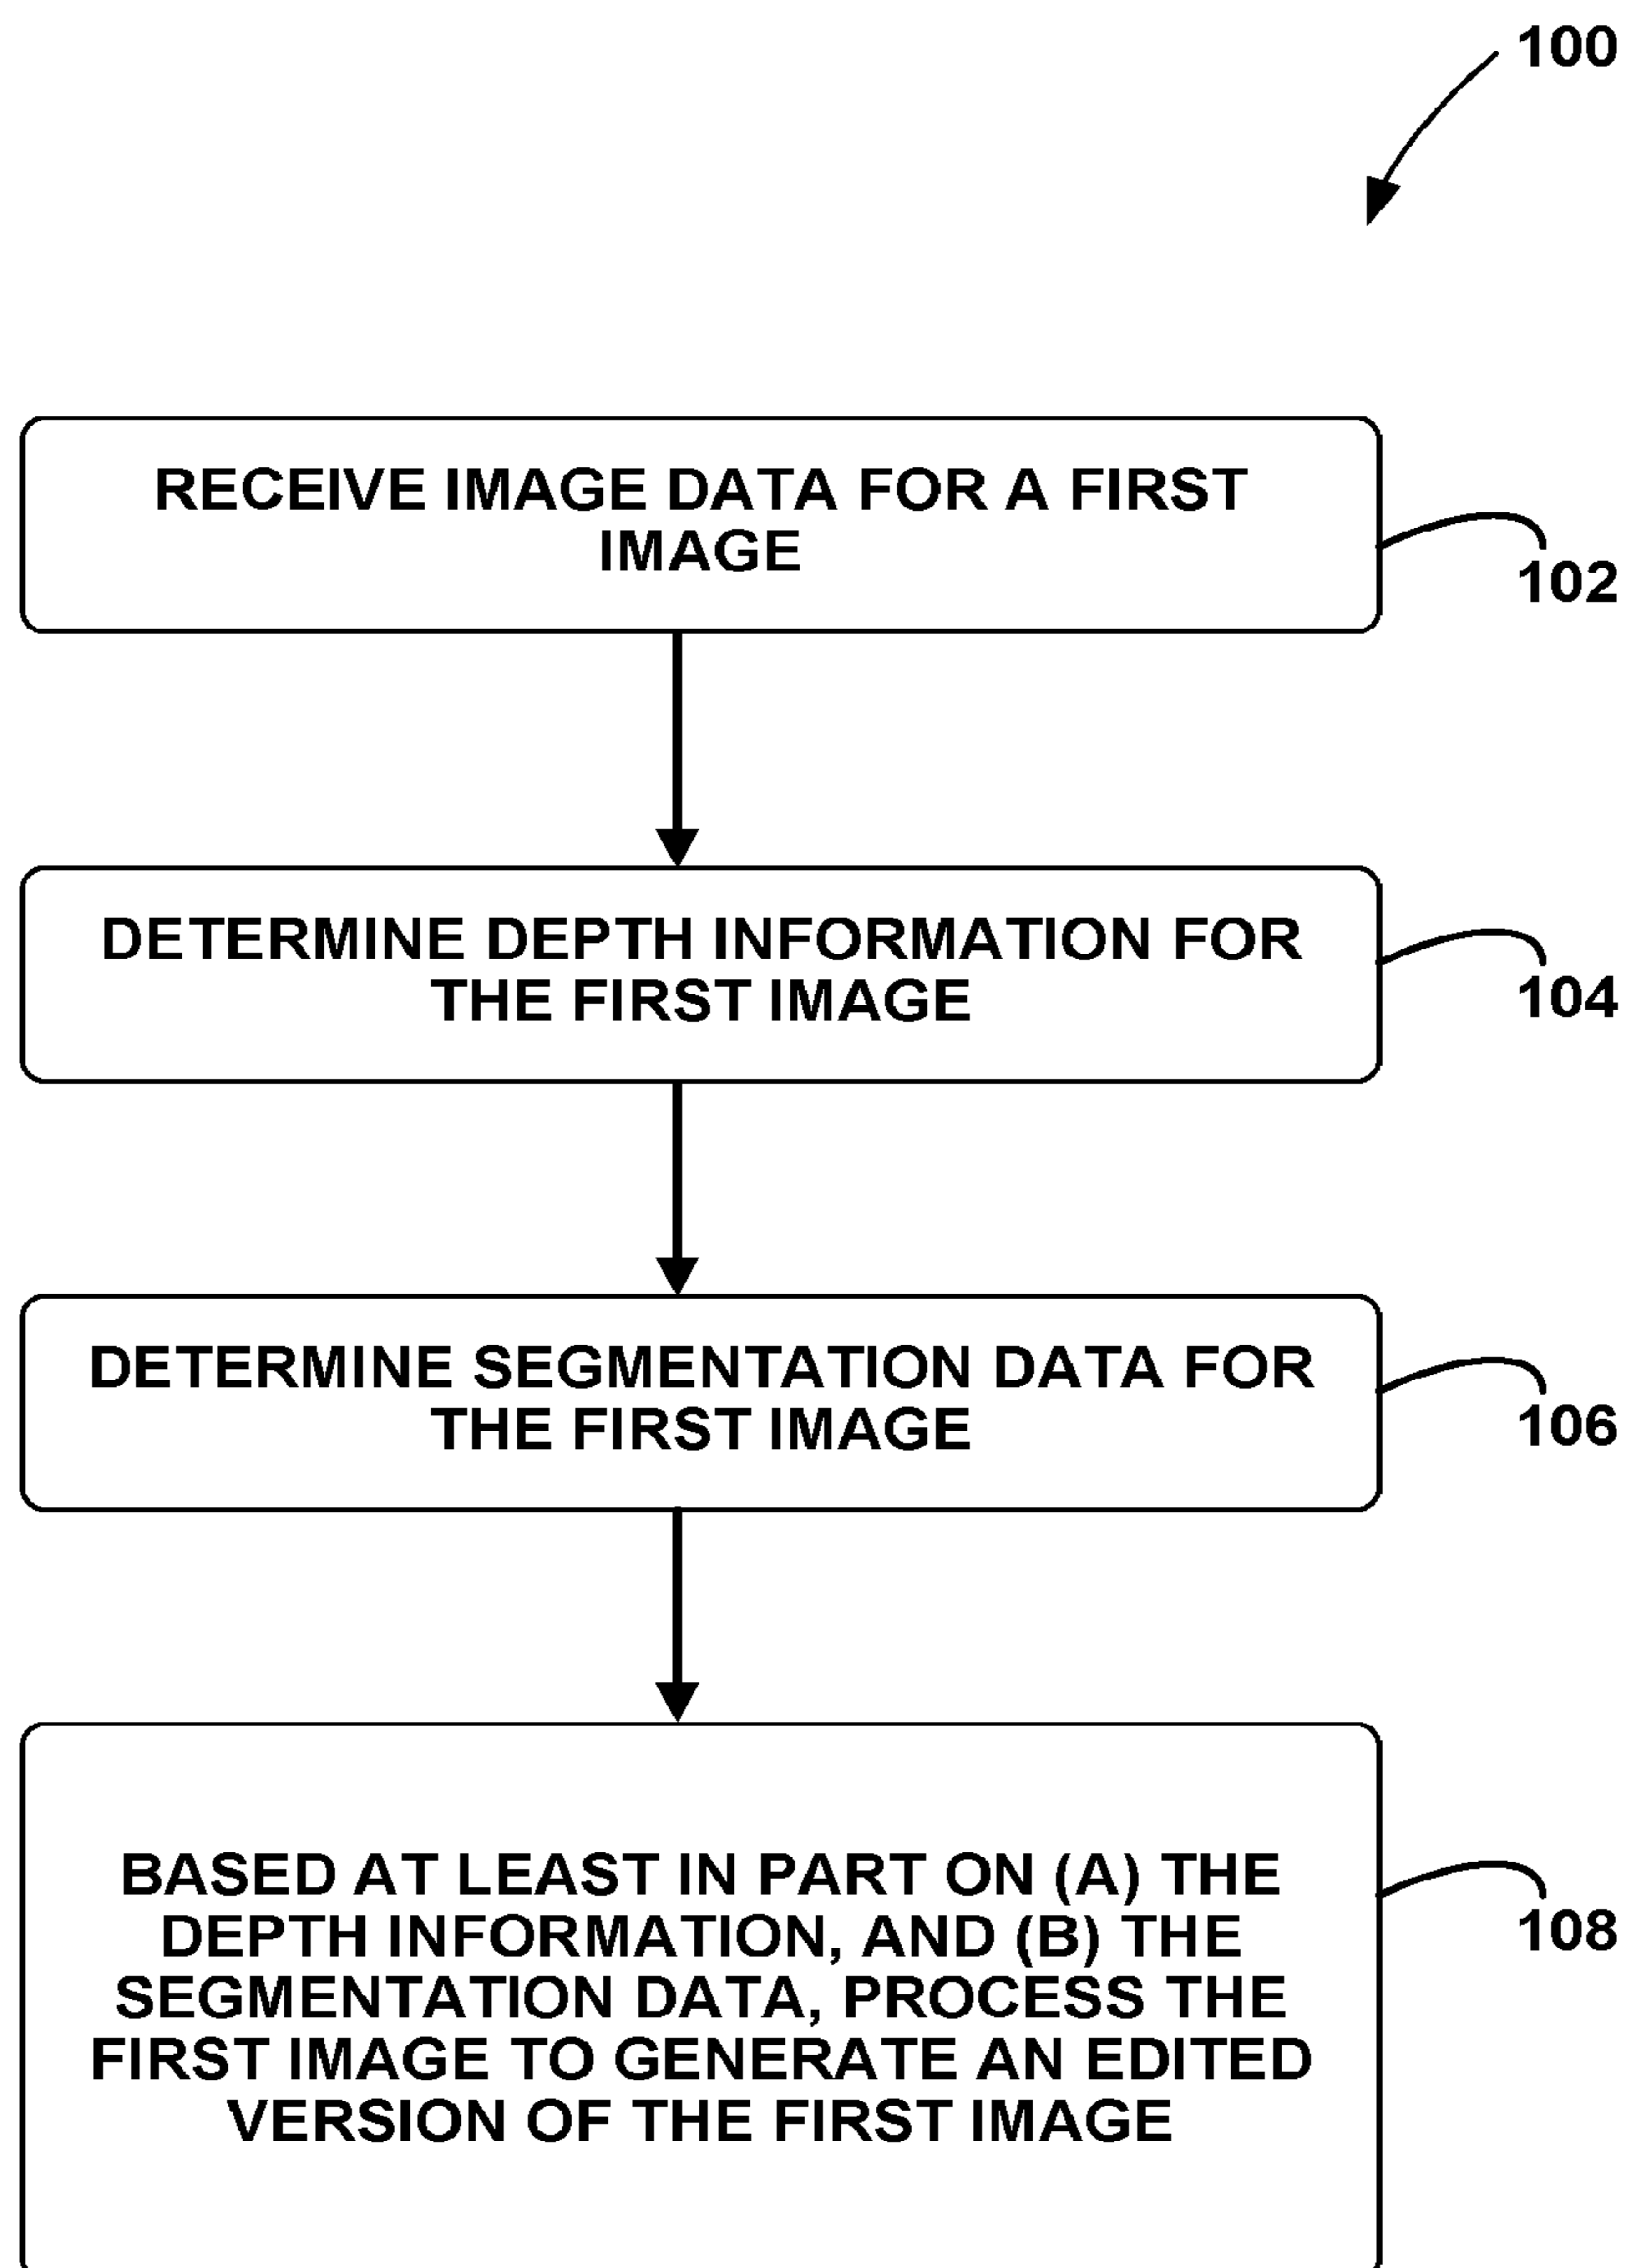 100
RECEIVE IMAGE DATA FOR A FIRST
IMAGE
102
DETERMINE DEPTH INFORMATION FOR
THE FIRST IMAGE
104
DETERMINE SEGMENTATION DATA FOR
THE FIRST IMAGE
106
BASED AT LEAST IN PART ON (A) THE
DEPTH INFORMATION, AND (B) THE
SEGMENTATION DATA, PROCESS THE
FIRST IMAGE TO GENERATE AN EDITED
VERSION OF THE FIRST IMAGE
108